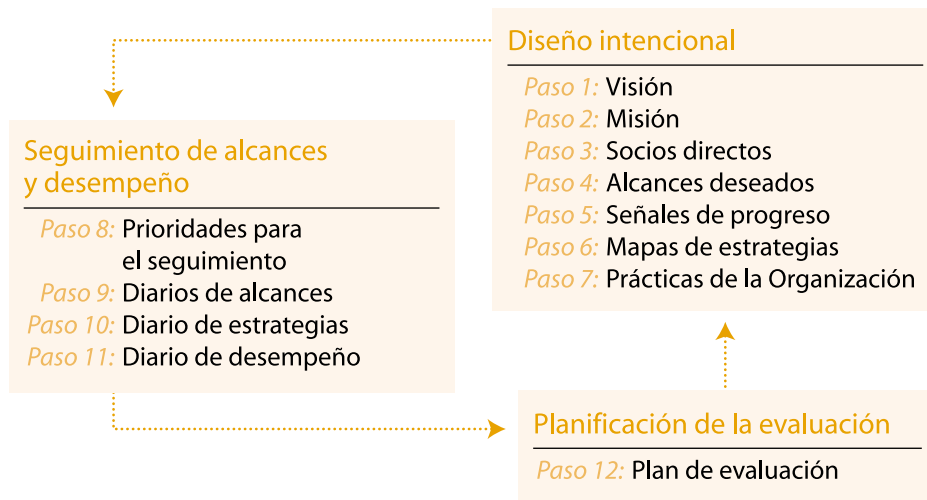 Diseño intencional
Paso 1: Visión
Paso 2: Misión
Paso 3: Socios directos
Paso 4: Alcances deseados
Paso 5: Señales de progreso
Paso 6: Mapas de estrategias
Paso 7: Prácticas de la Organización
Seguimiento de alcances
y desempeño
Paso 8: Prioridades para
el seguimiento
Paso 9: Diarios de alcances
Paso 10: Diario de estrategias
Paso 11: Diario de desempeño
Planificación de la evaluación
Paso 12: Plan de evaluación